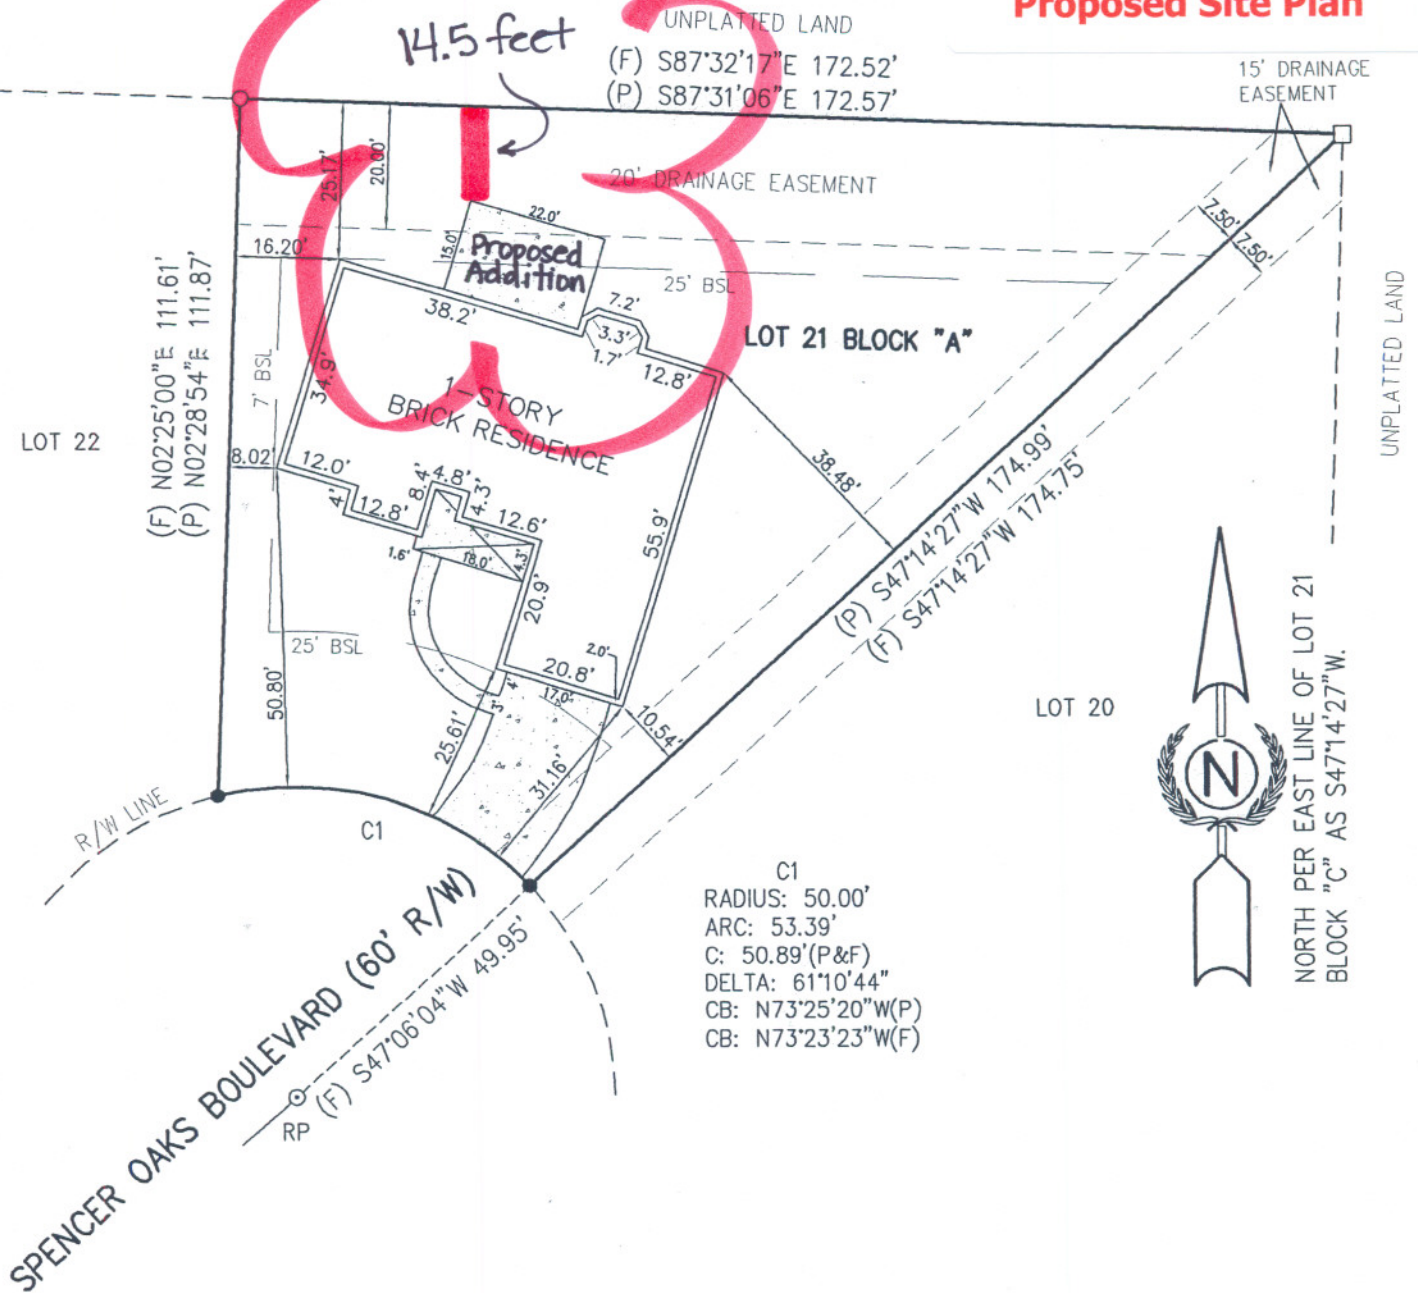 Proposed Site Plan
UNPLATTED LAND
14.5 feet
(F) S87°32'17"E 172.52'
(P) S87°31'06"E 172.57'
15' DRAINAGE
EASEMENT
25.17'
20.00'
20' DRAINAGE EASEMENT
22.0'
15.0'
Proposed
Addition
7.50'
7.50'
16.20'
25' BSL
38.2'
7.2'
3.3'
1.7'
12.8'
LOT 21 BLOCK "A"
(F) N02°25'00"E 111.61'
(P) N02°28'54"E 111.87'
7' BSL
34.9'
1-STORY
BRICK RESIDENCE
UNPLATTED LAND
LOT 22
8.02'
12.0'
4'
12.8'
8.4'
4.8'
4.3'
12.6'
38.48'
55.9'
1.6'
18.0'
4.3'
20.9'
(P) S47°14'27"W 174.99'
(F) S47°14'27"W 174.75'
25' BSL
2.0'
20.8'
17.0'
4'
3'
50.80'
25.61'
31.16'
10.54'
LOT 20
N
NORTH PER EAST LINE OF LOT 21
BLOCK "C" AS S47°14'27"W.
R/W LINE
C1
SPENCER OAKS BOULEVARD (60' R/W)
(F) S47°06'04"W 49.95'
RP
C1
RADIUS: 50.00'
ARC: 53.39'
C: 50.89'(P&F)
DELTA: 61°10'44"
CB: N73°25'20"W(P)
CB: N73°23'23"W(F)